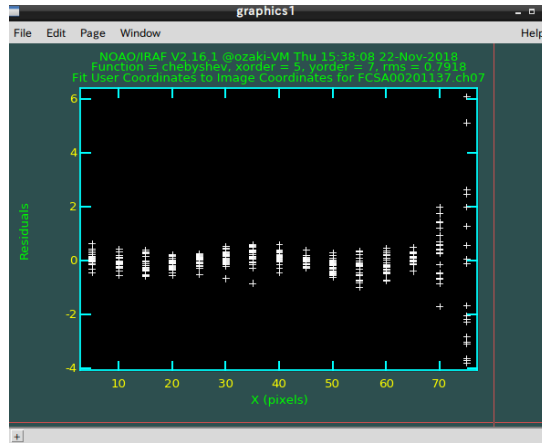 graphics1
File Edit Page Window Help
NOAO/IRAF V2.16.1 @ozaki-VM Thu 15:38:08 22-Nov-2018
Function = chebyshev, xorder = 5, yorder = 7, rms = 0.7918
Fit User Coordinates to Image Coordinates for FCSA00201137.ch07
6
4
2
0
-2
-4
Residuals
10 20 30 40 50 60 70
X (pixels)